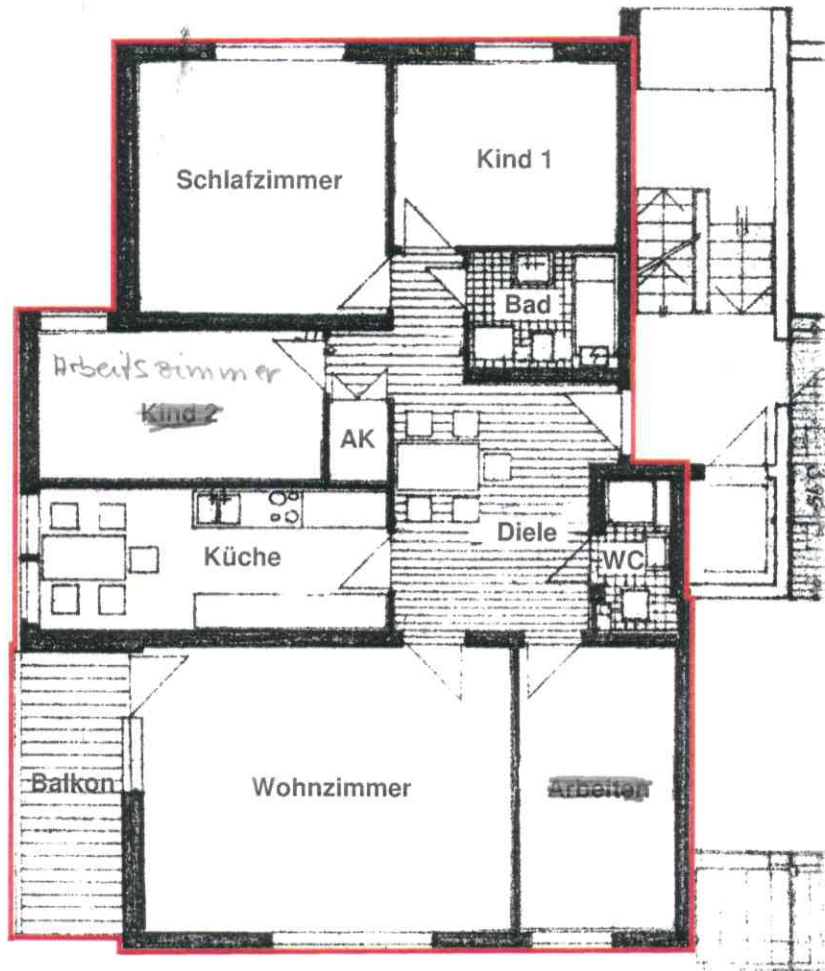 Schlafzimmer
Kind 1
Bad
Arbeitszimmer
Kind 2
AK
Küche
Diele
WC
Balkon
Wohnzimmer
Arbeiten